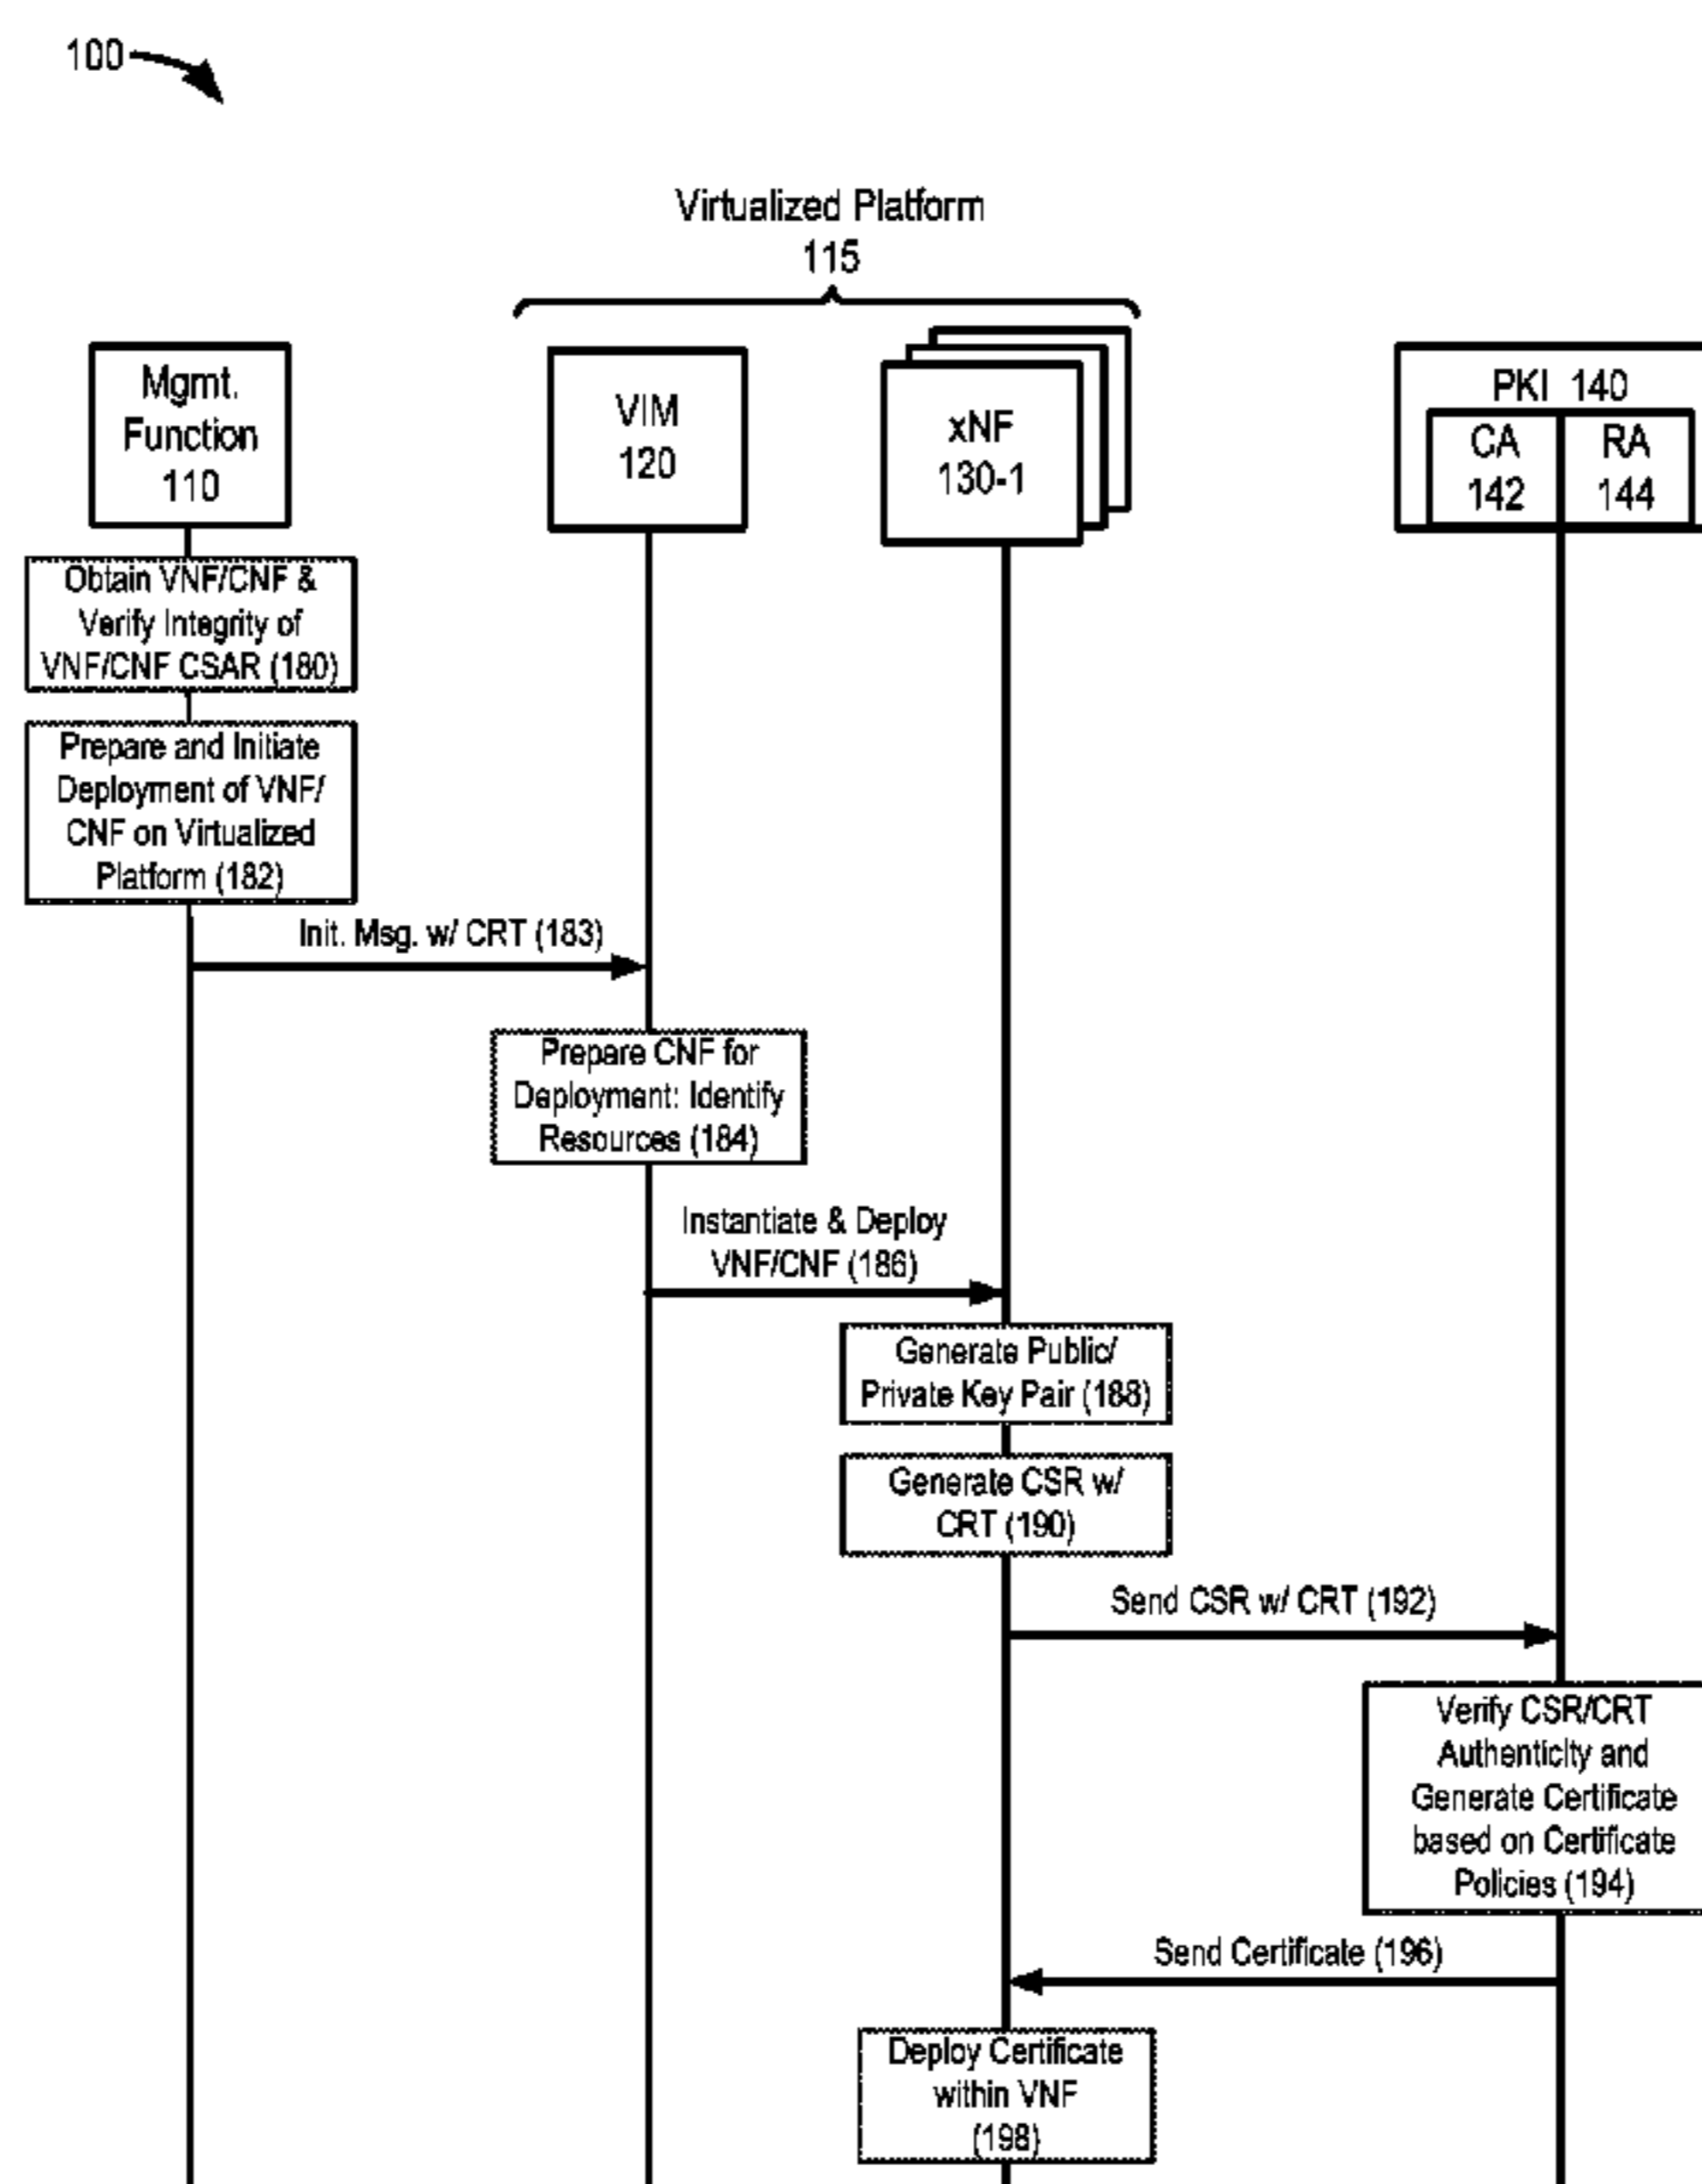 100
Virtualized Platform
115
Mgmt.
Function
110
VIM
120
xNF
130-1
PKI 140
CA
142
RA
144
Obtain VNF/CNF &
Verify Integrity of
VNF/CNF CSAR (180)
Prepare and Initiate
Deployment of VNF/
CNF on Virtualized
Platform (182)
Init. Msg. w/ CRT (183)
Prepare CNF for
Deployment: Identify
Resources (184)
Instantiate & Deploy
VNF/CNF (186)
Generate Public/
Private Key Pair (188)
Generate CSR w/
CRT (190)
Send CSR w/ CRT (192)
Verify CSR/CRT
Authenticity and
Generate Certificate
based on Certificate
Policies (194)
Send Certificate (196)
Deploy Certificate
within VNF
(198)